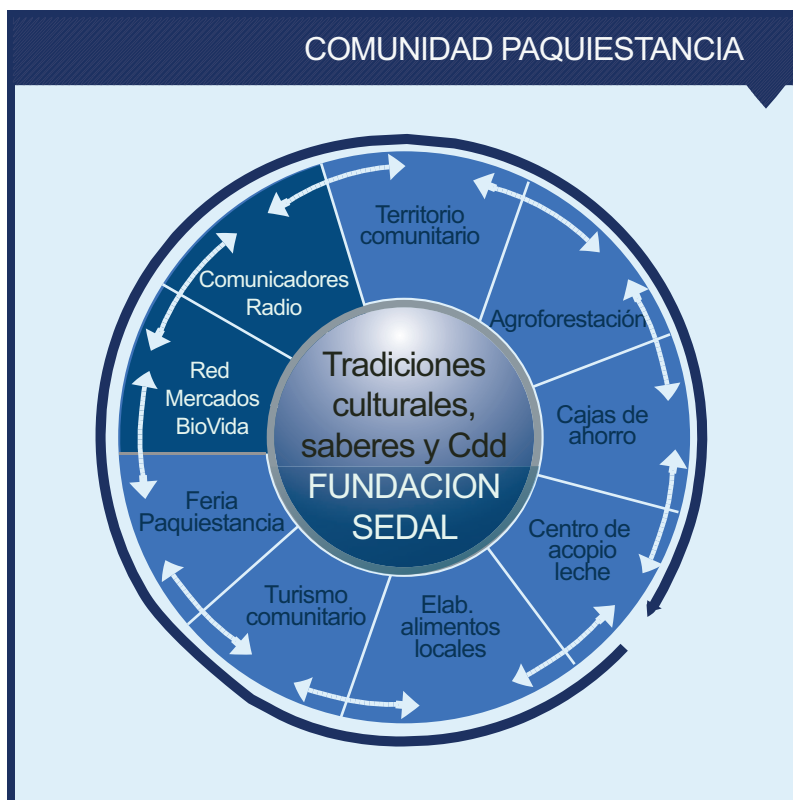 COMUNIDAD PAQUIESTANCIA
Territorio
comunitario
Agroforestación
Cajas de
ahorro
Centro de
acopio
leche
Elab.
alimentos
locales
Turismo
comunitario
Feria
Paquiestancia
Red
Mercados
BioVida
Comunicadores
Radio
Tradiciones
culturales,
saberes y Cdd
FUNDACION
SEDAL